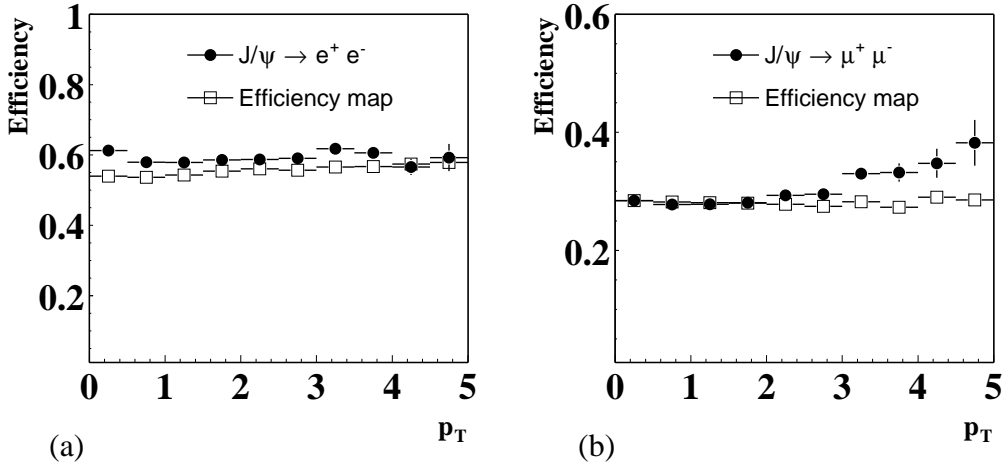 Efficiency
1
0.8
0.6
0.4
0.2
J/ψ → e⁺ e⁻
Efficiency map
0 1 2 3 4 5
p_T
(a)
Efficiency
0.6
0.4
0.2
J/ψ → μ⁺ μ⁻
Efficiency map
0 1 2 3 4 5
p_T
(b)